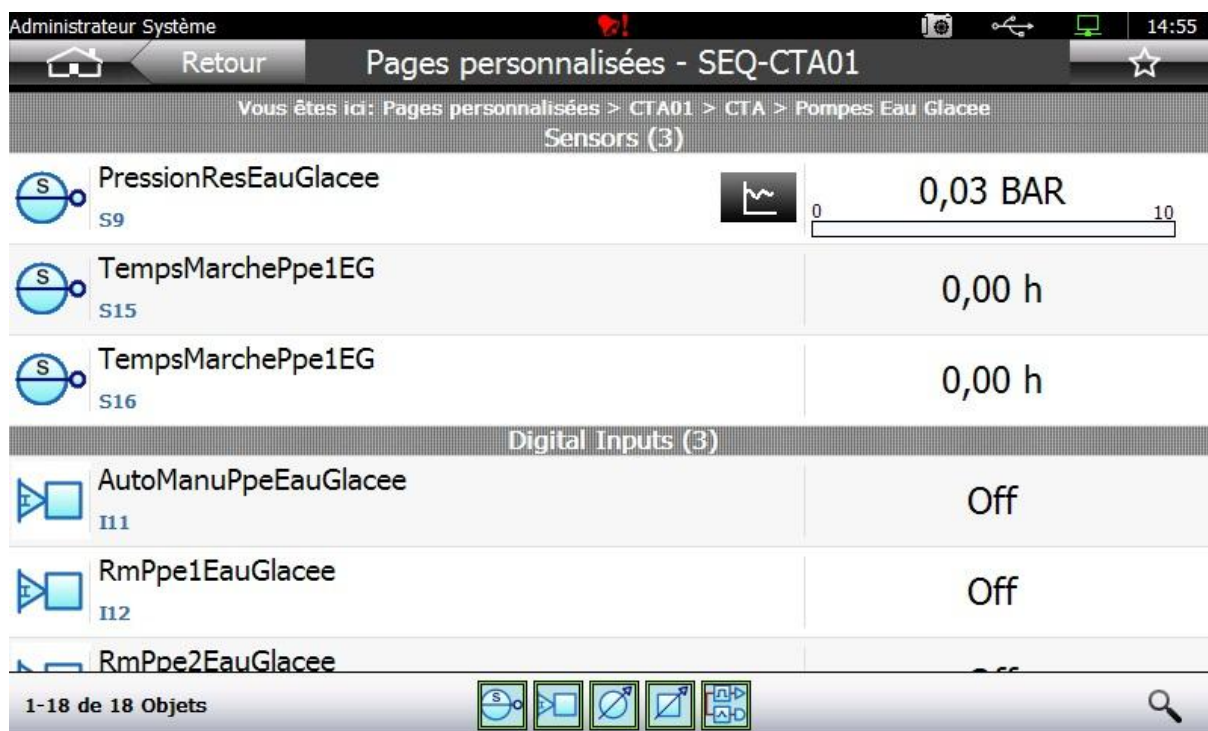 Administrateur Système
14:55
Retour
Pages personnalisées - SEQ-CTA01
Vous êtes ici: Pages personnalisées > CTA01 > CTA > Pompes Eau Glacee
Sensors (3)
S
PressionResEauGlacee
S9
0,03 BAR
0 10
S
TempsMarchePpe1EG
S15
0,00 h
S
TempsMarchePpe1EG
S16
0,00 h
Digital Inputs (3)
I
AutoManuPpeEauGlacee
I11
Off
I
RmPpe1EauGlacee
I12
Off
RmPpe2EauGlacee
Off
1-18 de 18 Objets
S
I